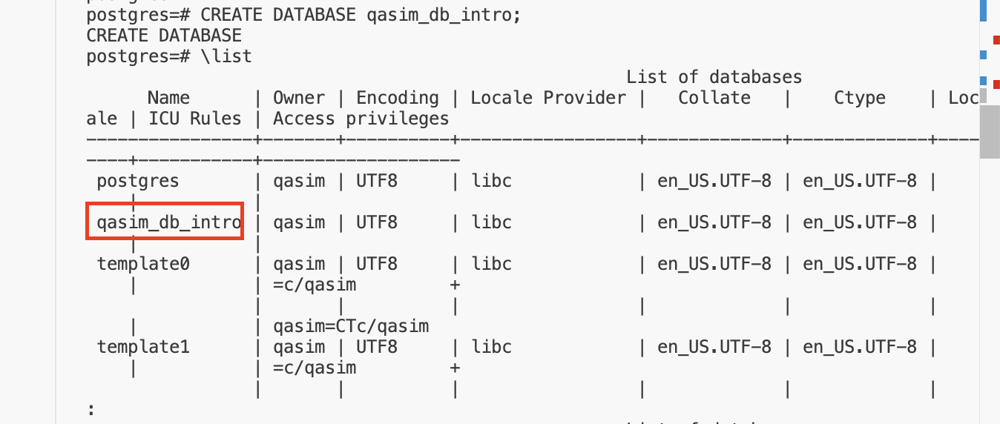 postgres=# CREATE DATABASE qasim_db_intro;
CREATE DATABASE
postgres=# \list
List of databases
Name | Owner | Encoding | Locale Provider | Collate | Ctype | Loc
ale | ICU Rules | Access privileges
----------------+-------+----------+-----------------+-------------+-------------+----
----+-----------+-------------------
postgres | qasim | UTF8 | libc | en_US.UTF-8 | en_US.UTF-8 |
| |
qasim_db_intro | qasim | UTF8 | libc | en_US.UTF-8 | en_US.UTF-8 |
| |
template0 | qasim | UTF8 | libc | en_US.UTF-8 | en_US.UTF-8 |
| | =c/qasim +
| | | | | |
| | qasim=CTc/qasim
template1 | qasim | UTF8 | libc | en_US.UTF-8 | en_US.UTF-8 |
| | =c/qasim +
| | | | | |
: